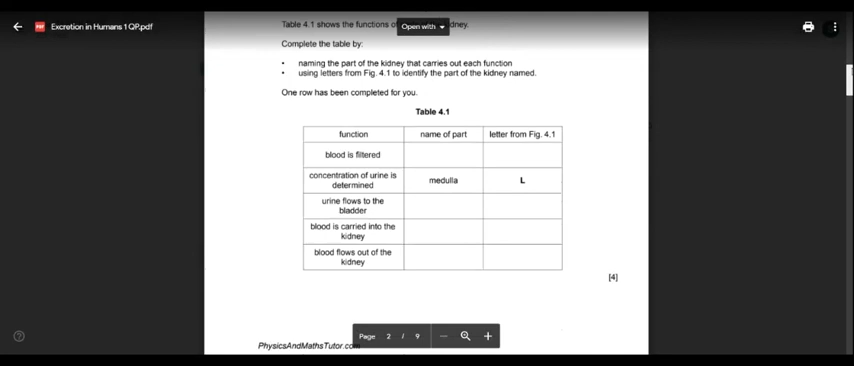 Excretion in Humans 1 QP.pdf
Open with
Table 4.1 shows the functions of dney.
Complete the table by:
• naming the part of the kidney that carries out each function
• using letters from Fig. 4.1 to identify the part of the kidney named.
One row has been completed for you.
Table 4.1
function name of part letter from Fig. 4.1
blood is filtered
concentration of urine is
determined
medulla L
urine flows to the
bladder
blood is carried into the
kidney
blood flows out of the
kidney
[4]
Page 2 / 9
PhysicsAndMathsTutor.com